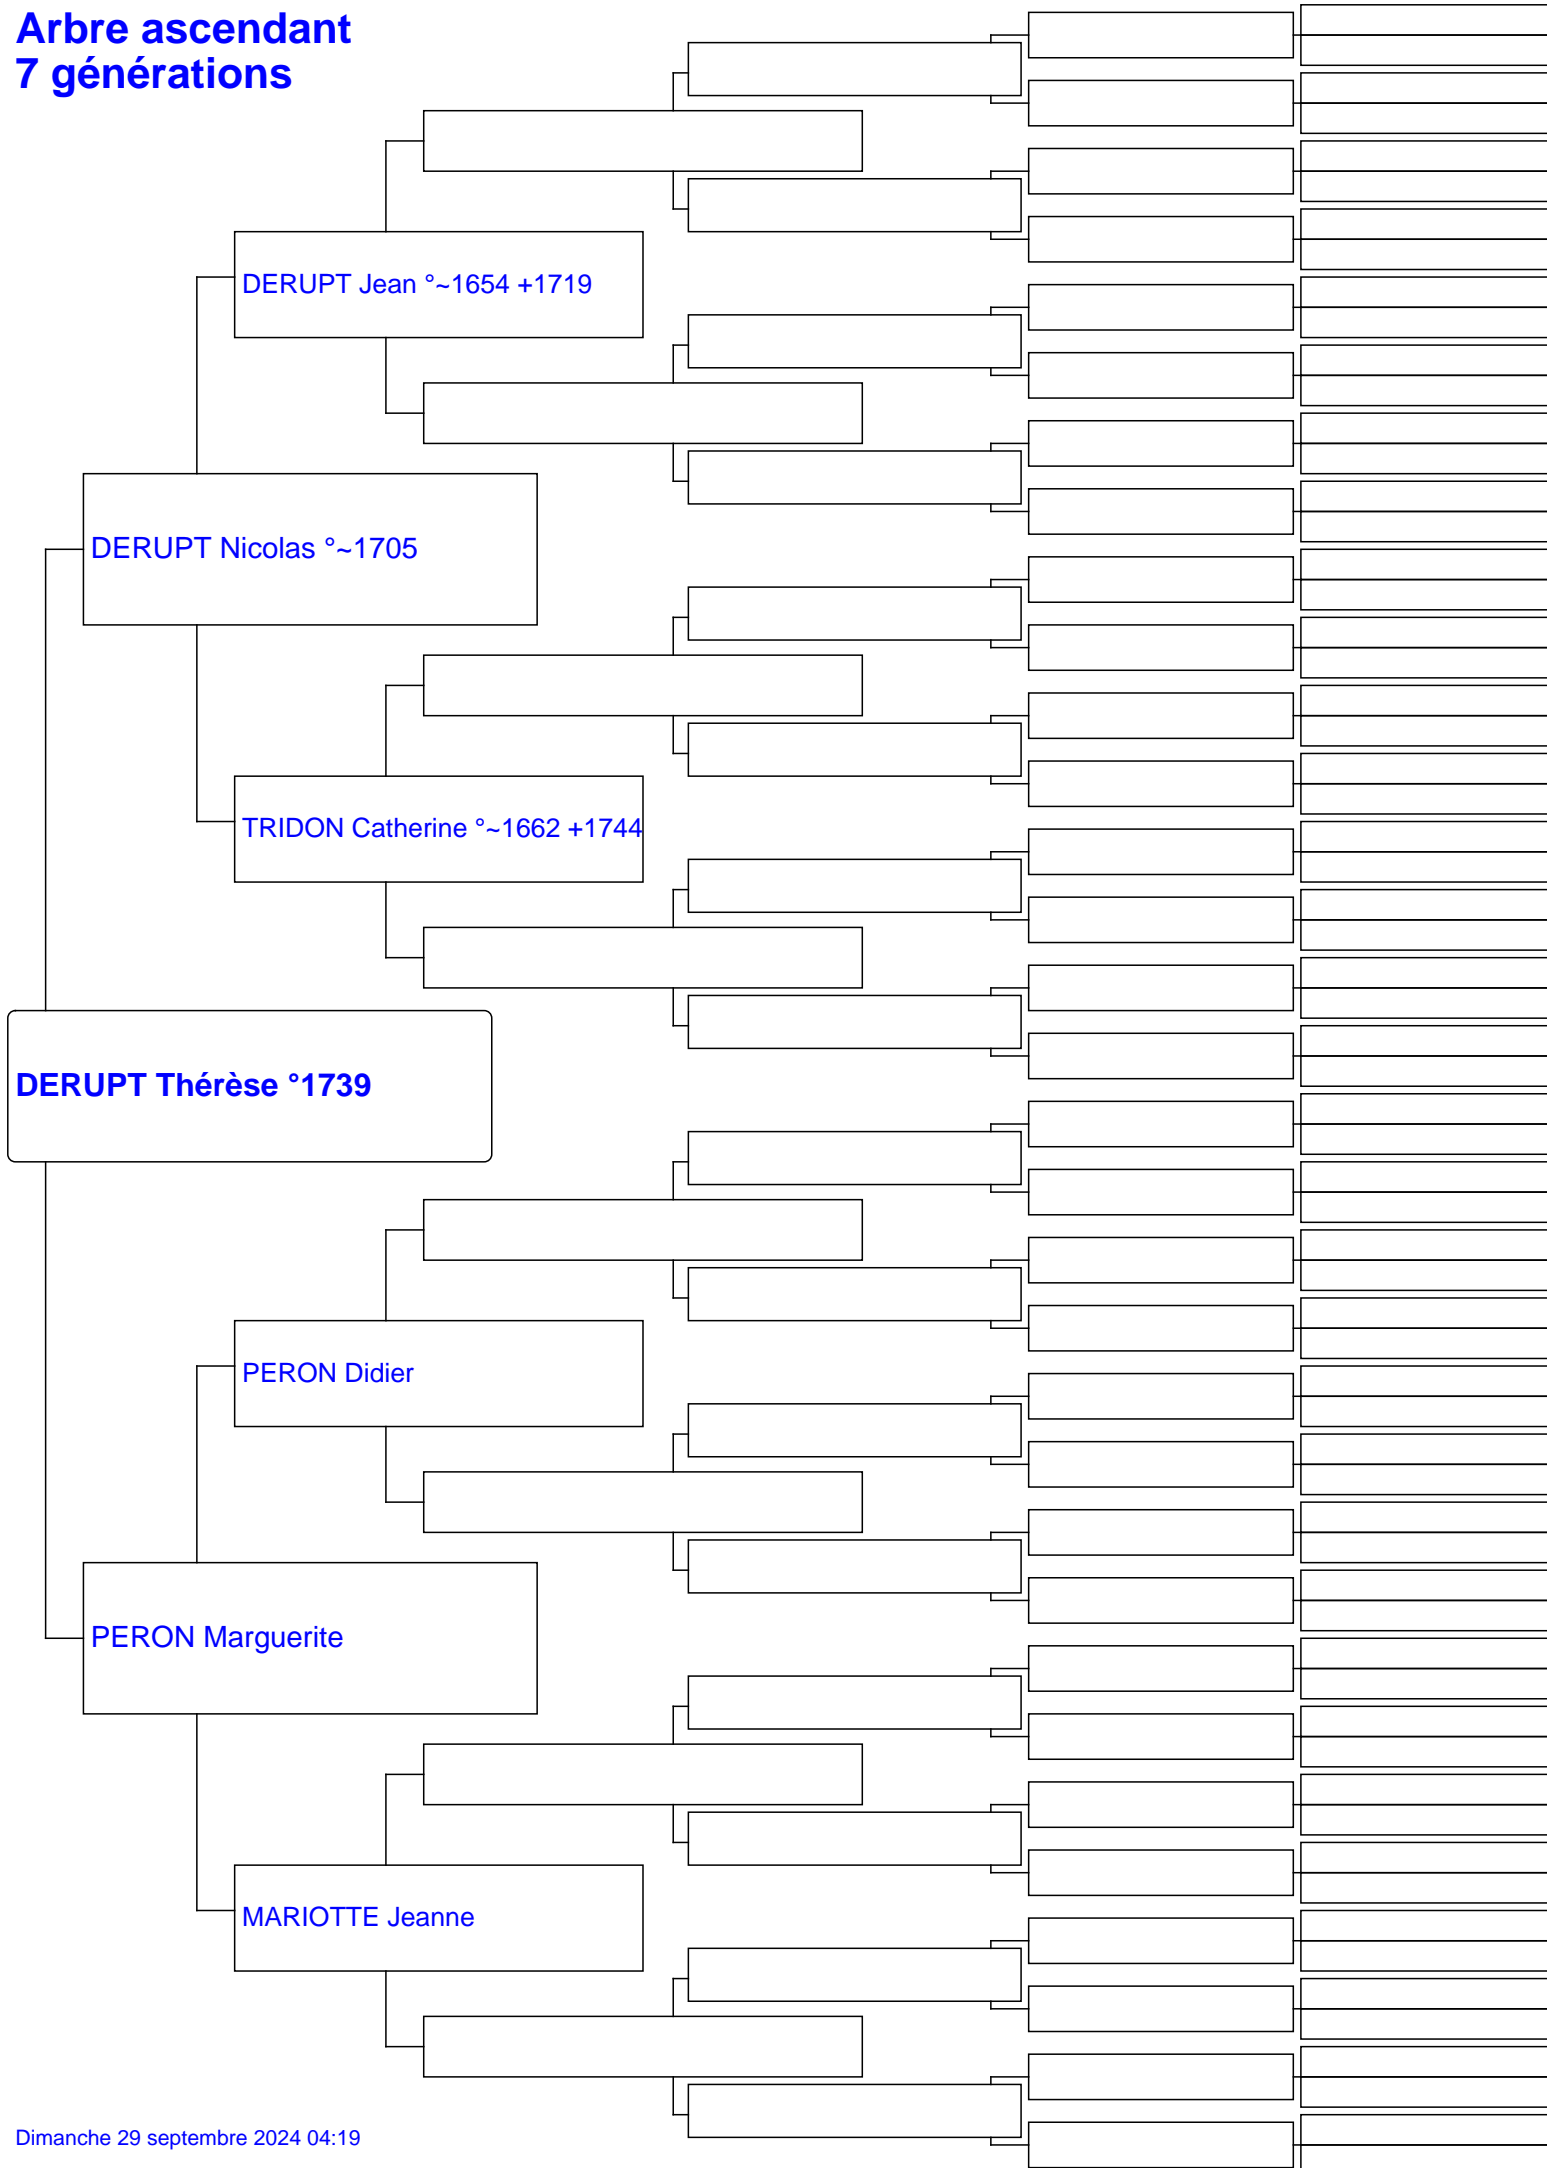 Arbre ascendant
7 générations
DERUPT Jean °~1654 +1719
DERUPT Nicolas °~1705
TRIDON Catherine °~1662 +1744
DERUPT Thérèse °1739
PERON Didier
PERON Marguerite
MARIOTTE Jeanne
Dimanche 29 septembre 2024 04:19